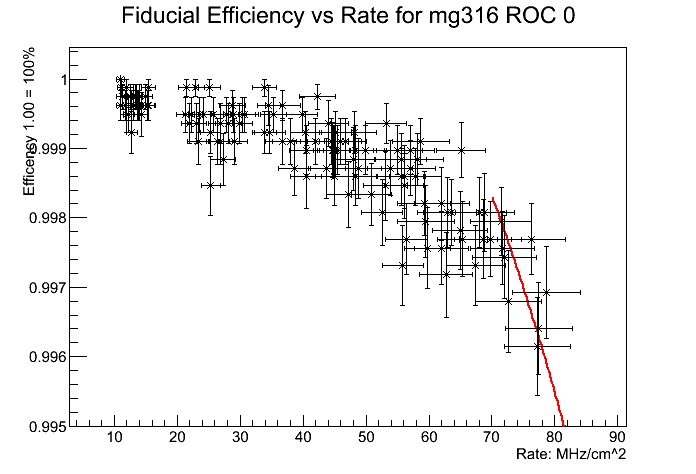 Fiducial Efficiency vs Rate for mg316 ROC 0
Efficency 1.00 = 100%
1
0.999
0.998
0.997
0.996
0.995
10 20 30 40 50 60 70 80 90
Rate: MHz/cm^2